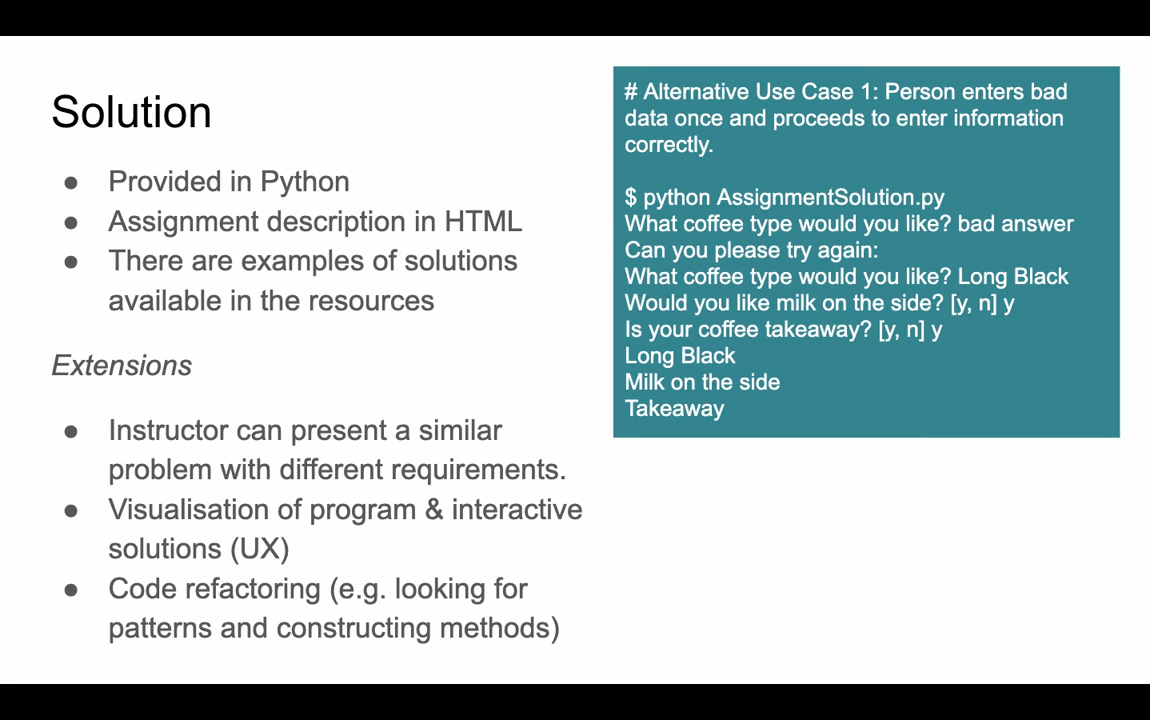 Solution
● Provided in Python
● Assignment description in HTML
● There are examples of solutions
available in the resources
Extensions
● Instructor can present a similar
problem with different requirements.
● Visualisation of program & interactive
solutions (UX)
● Code refactoring (e.g. looking for
patterns and constructing methods)
# Alternative Use Case 1: Person enters bad
data once and proceeds to enter information
correctly.
$ python AssignmentSolution.py
What coffee type would you like? bad answer
Can you please try again:
What coffee type would you like? Long Black
Would you like milk on the side? [y, n] y
Is your coffee takeaway? [y, n] y
Long Black
Milk on the side
Takeaway